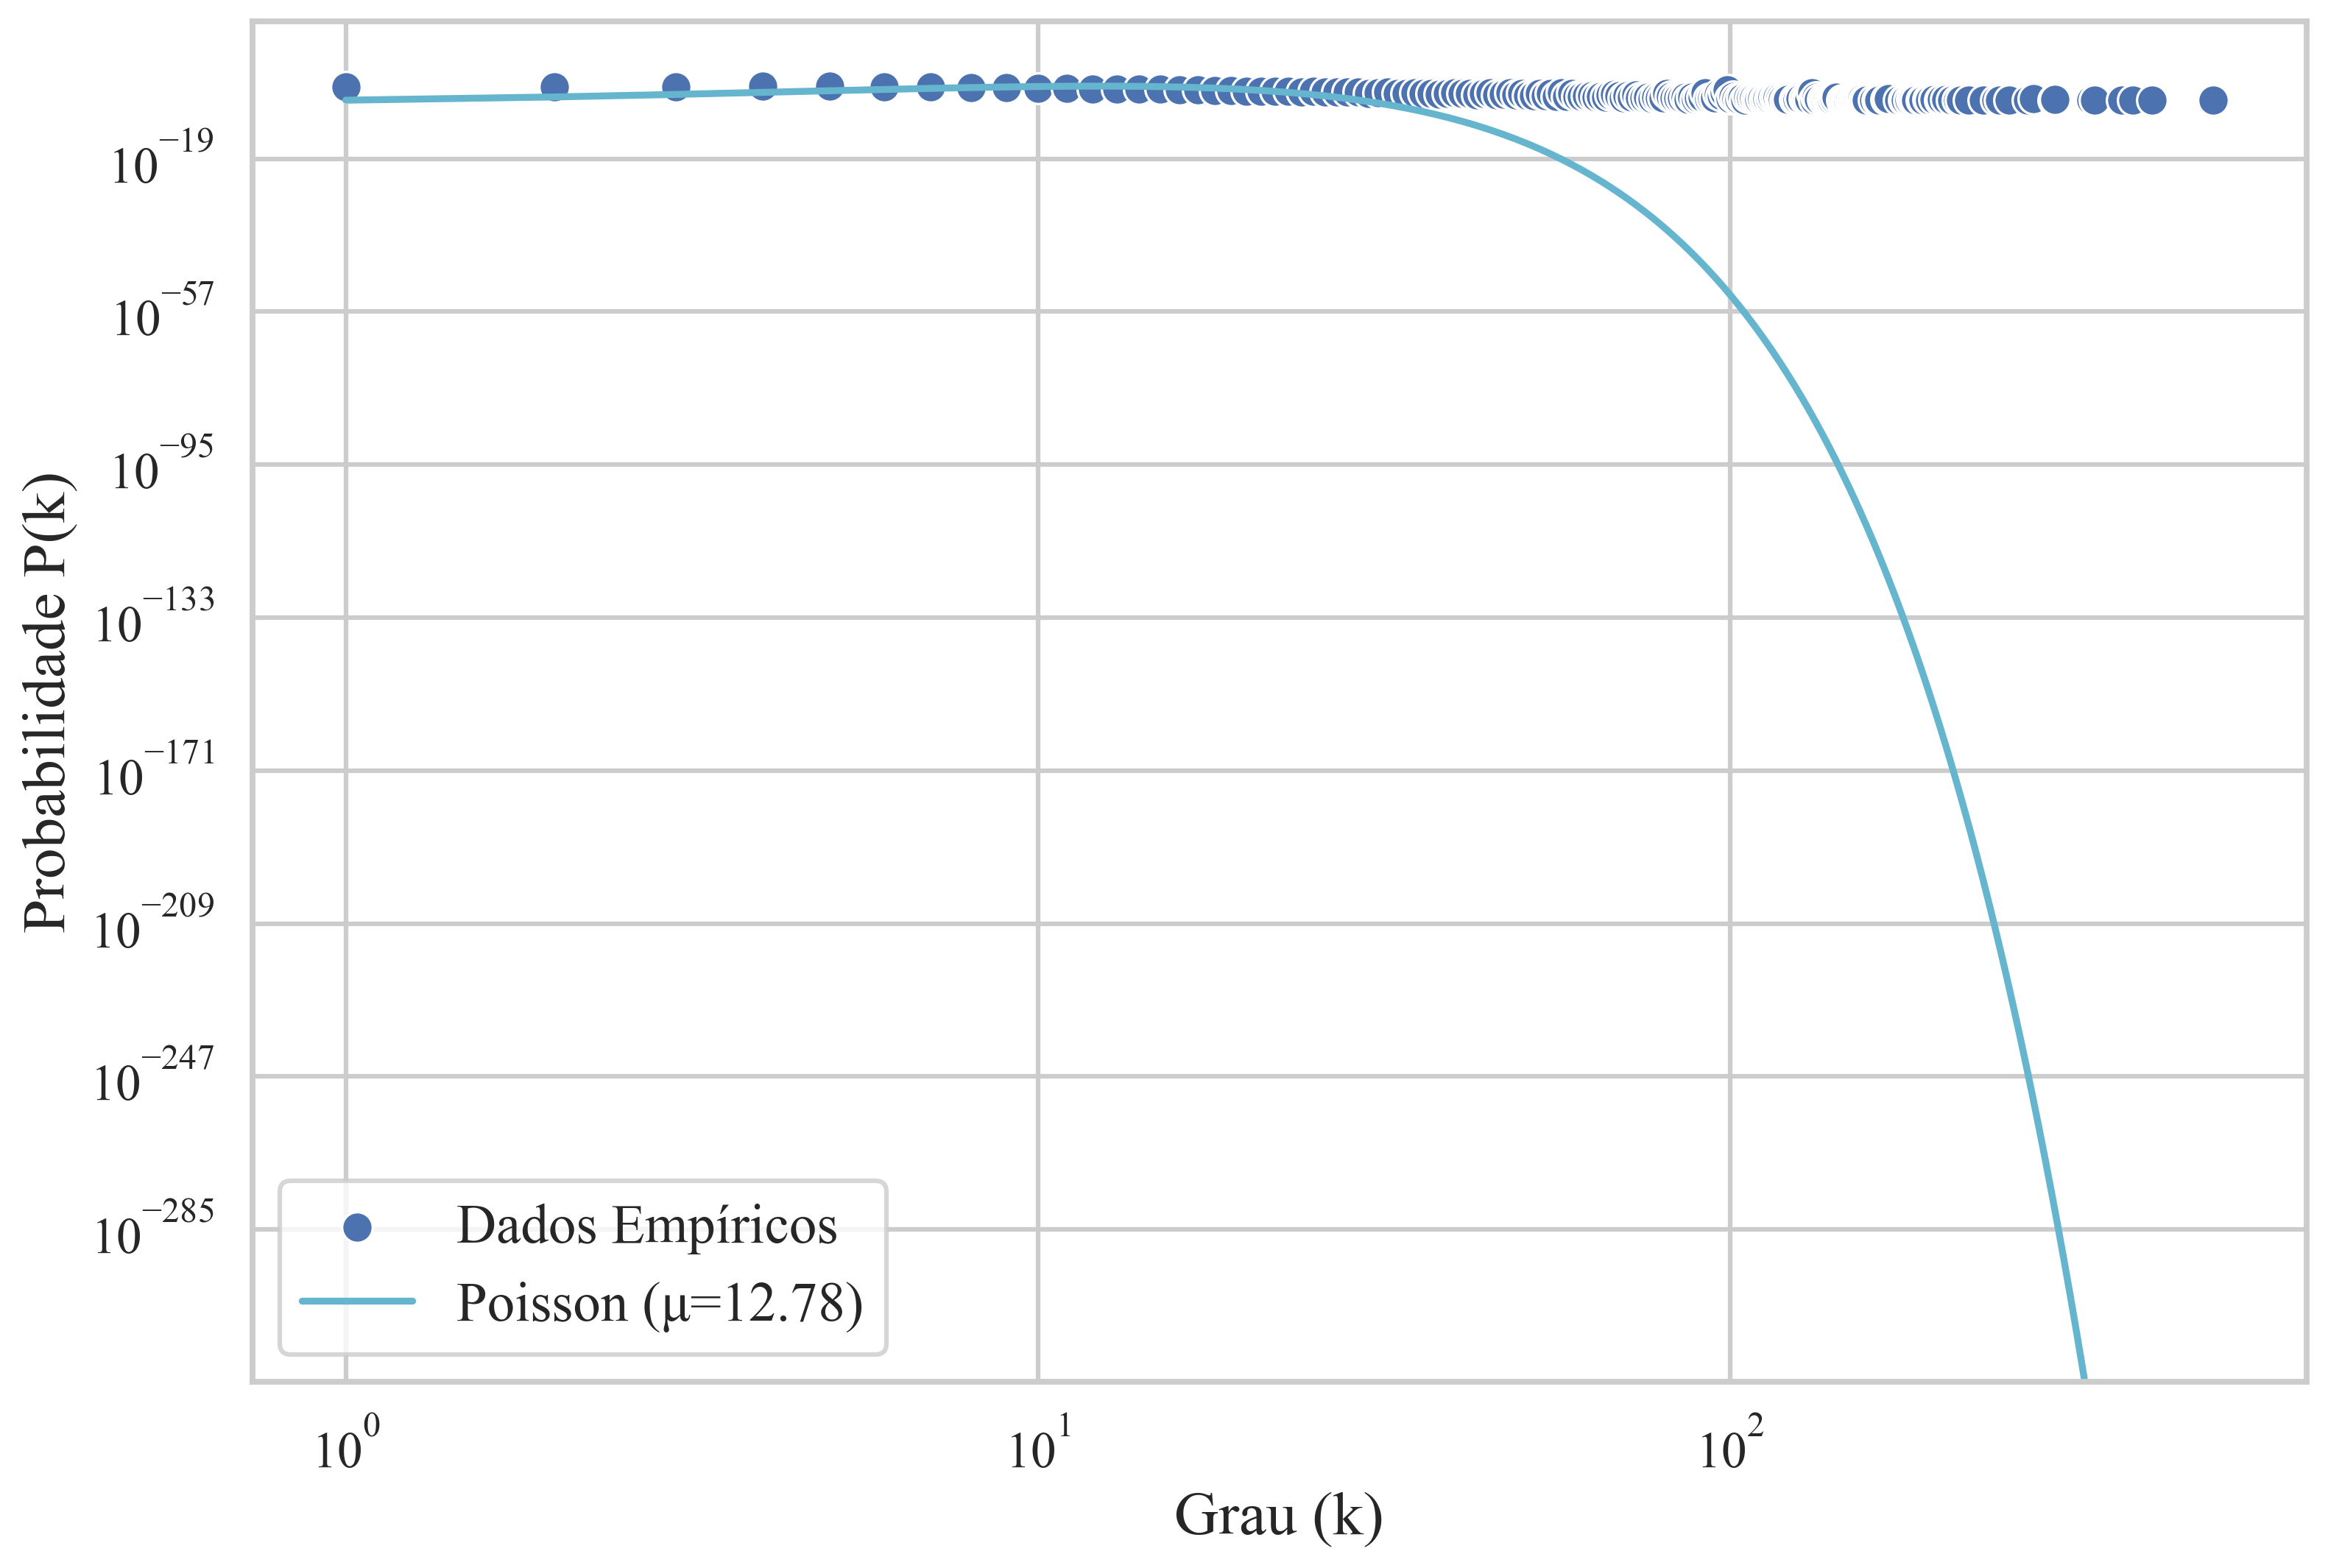 10^−19
10^−57
10^−95
10^−133
10^−171
10^−209
10^−247
10^−285
Probabilidade P(k)
Dados Empíricos
Poisson (μ=12.78)
10^0
10^1
10^2
Grau (k)